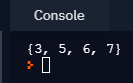 Console
{3, 5, 6, 7}